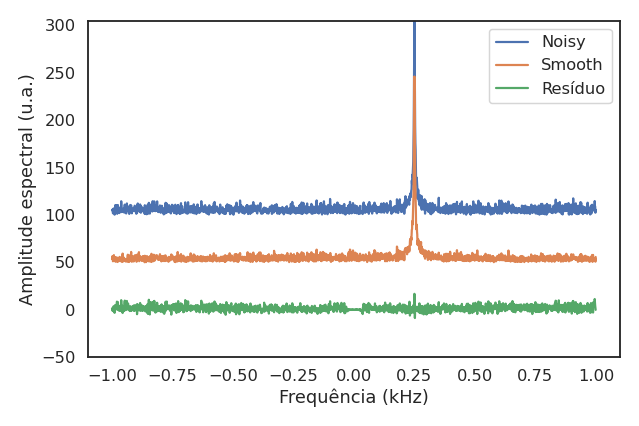 300
250
200
150
100
50
0
−50
Amplitude espectral (u.a.)
Noisy
Smooth
Resíduo
−1.00 −0.75 −0.50 −0.25 0.00 0.25 0.50 0.75 1.00
Frequência (kHz)